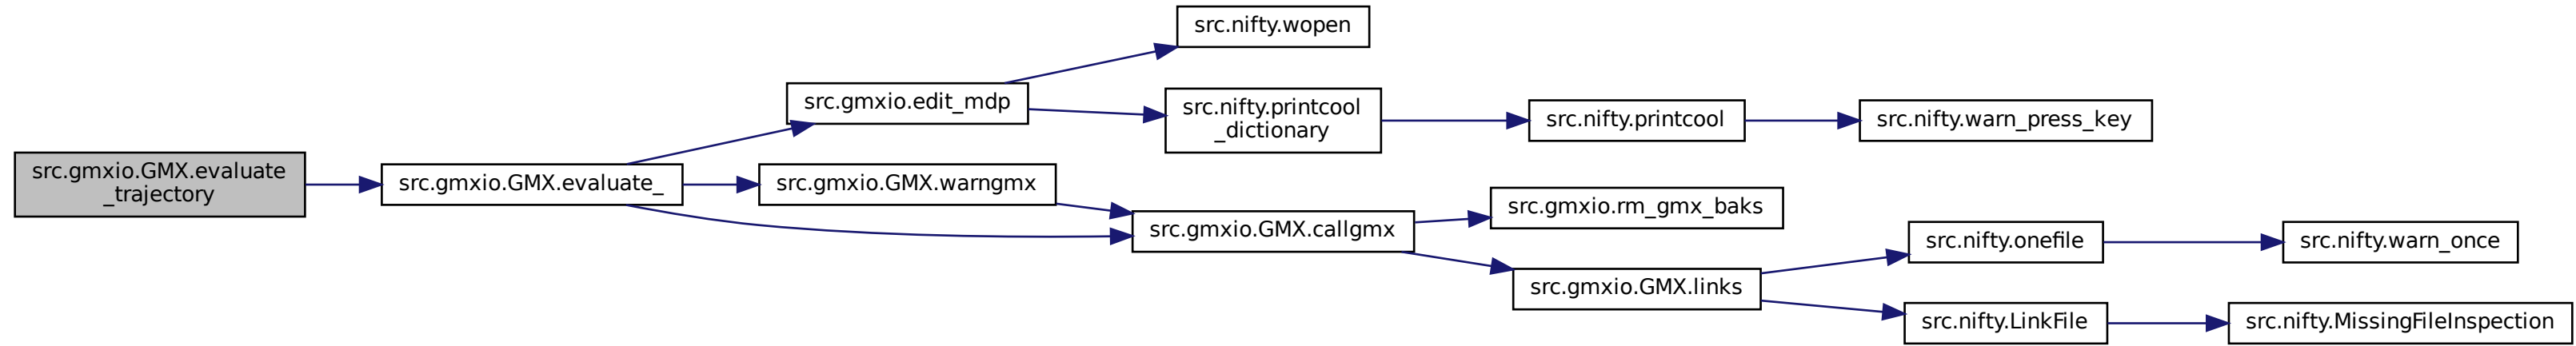 src.gmxio.GMX.evaluate
_trajectory
src.gmxio.GMX.evaluate_
src.gmxio.edit_mdp
src.gmxio.GMX.warngmx
src.gmxio.GMX.callgmx
src.nifty.wopen
src.nifty.printcool
_dictionary
src.nifty.printcool
src.nifty.warn_press_key
src.gmxio.rm_gmx_baks
src.gmxio.GMX.links
src.nifty.onefile
src.nifty.warn_once
src.nifty.LinkFile
src.nifty.MissingFileInspection